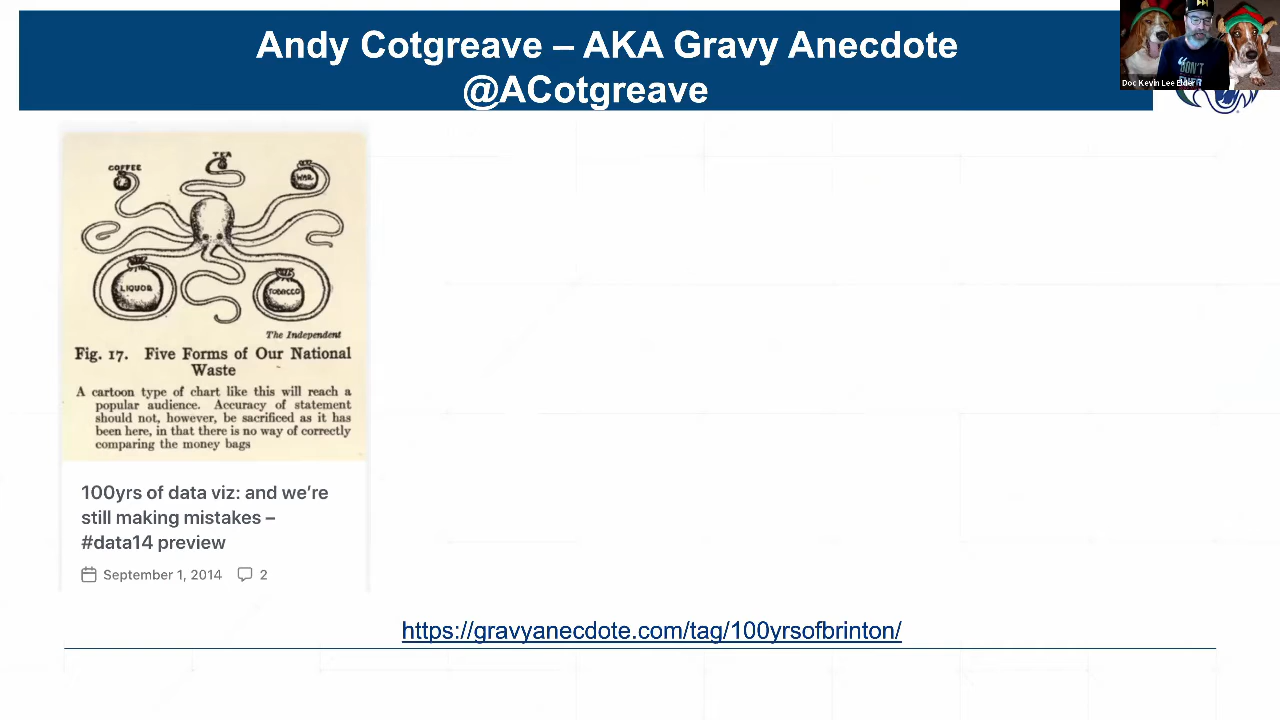 Andy Cotgreave – AKA Gravy Anecdote
@ACotgreave
Doc Kevin Lee Elder
"DON'T
EVER
COFFEE
TEA
WAR
LIQUOR
TOBACCO
The Independent
Fig. 17. Five Forms of Our National
Waste
A cartoon type of chart like this will reach a
popular audience. Accuracy of statement
should not, however, be sacrificed as it has
been here, in that there is no way of correctly
comparing the money bags
100yrs of data viz: and we're
still making mistakes –
#data14 preview
September 1, 2014 2
https://gravyanecdote.com/tag/100yrsofbrinton/